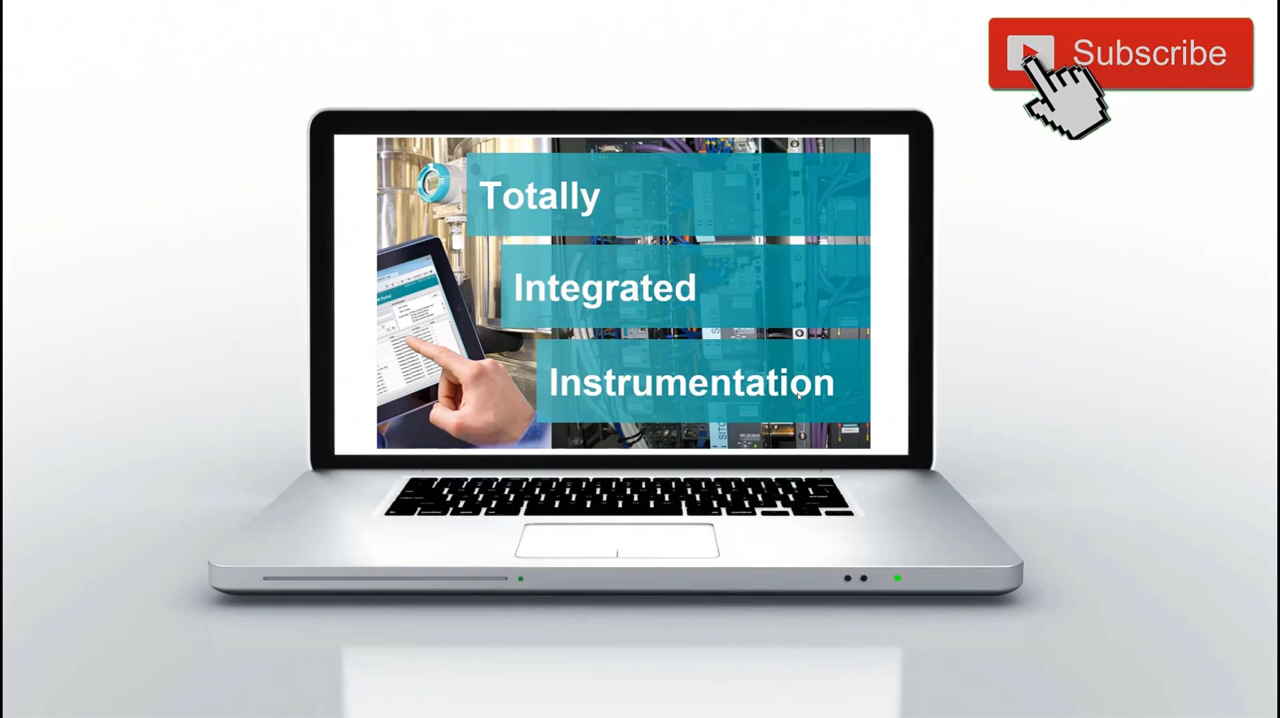 Subscribe
Totally
Integrated
Instrumentation